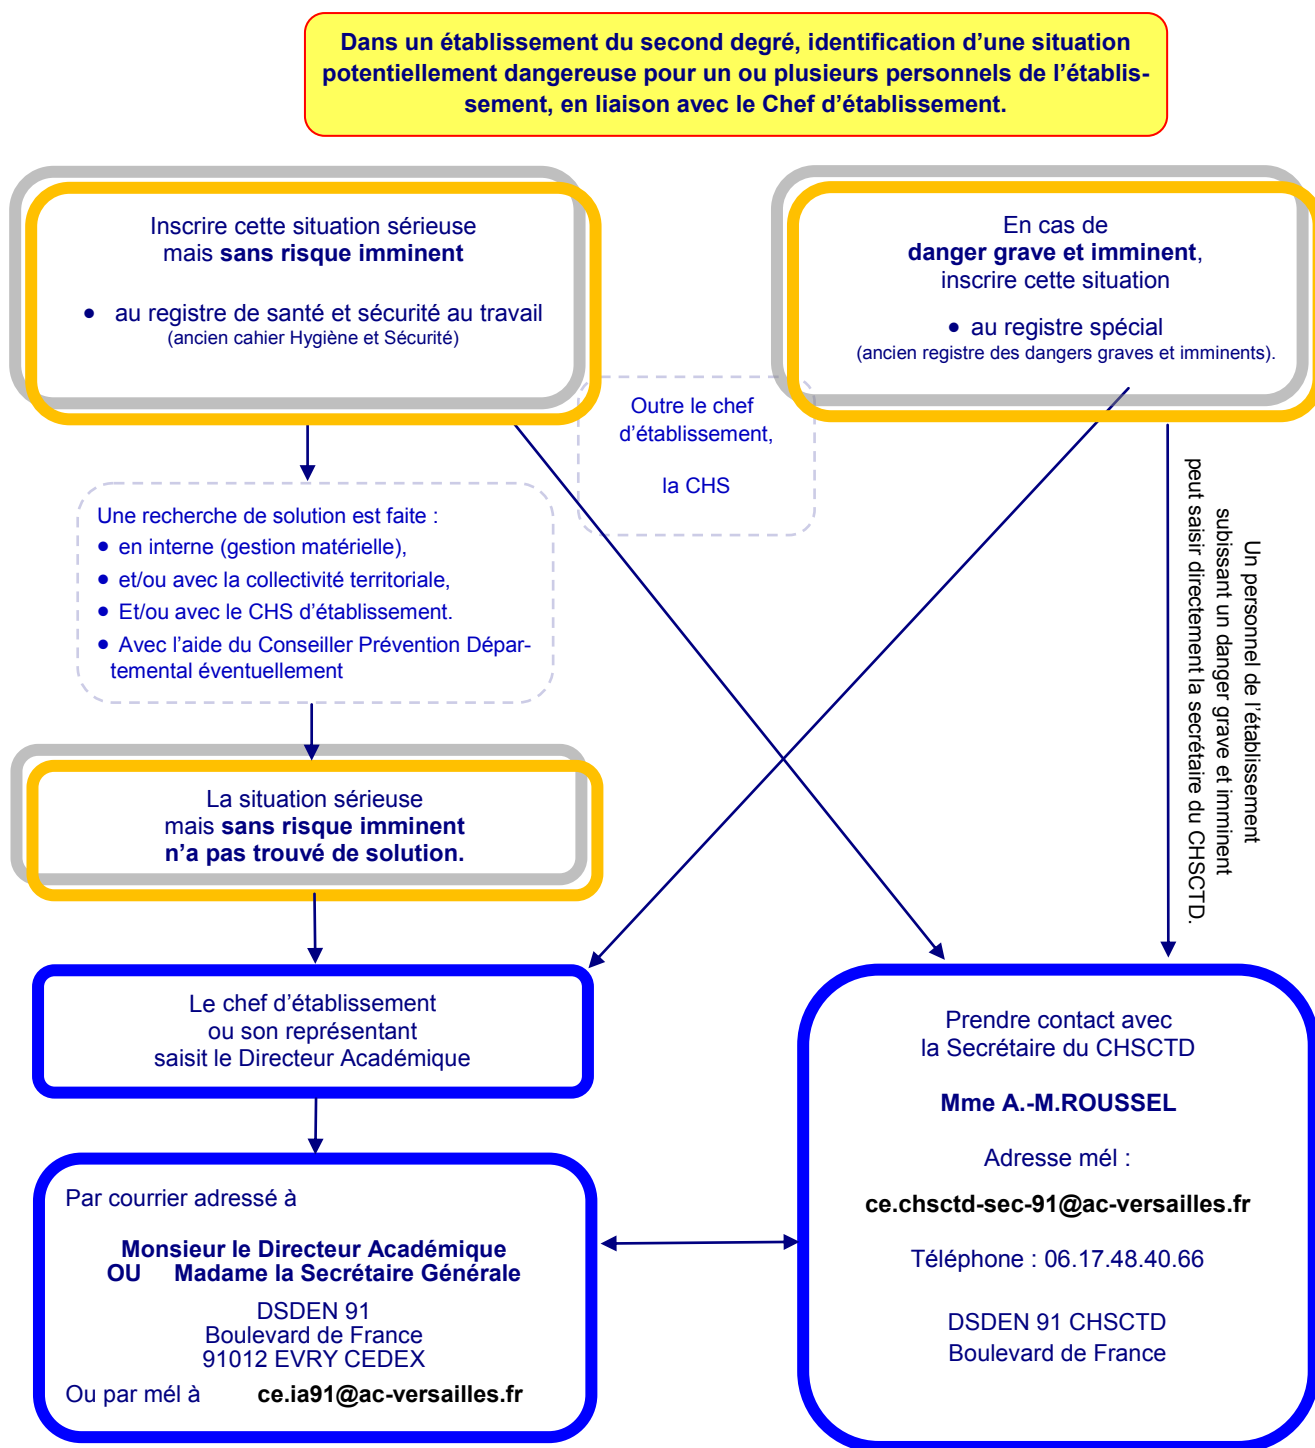 Dans un établissement du second degré, identification d’une situation
potentiellement dangereuse pour un ou plusieurs personnels de l’établis-
sement, en liaison avec le Chef d’établissement.
Inscrire cette situation sérieuse
mais sans risque imminent
• au registre de santé et sécurité au travail
(ancien cahier Hygiène et Sécurité)
En cas de
danger grave et imminent,
inscrire cette situation
• au registre spécial
(ancien registre des dangers graves et imminents).
Outre le chef
d’établissement,
la CHS
Une recherche de solution est faite :
• en interne (gestion matérielle),
• et/ou avec la collectivité territoriale,
• Et/ou avec le CHS d’établissement.
• Avec l’aide du Conseiller Prévention Dépar-
temental éventuellement
Un personnel de l’établissement
subissant un danger grave et imminent
peut saisir directement la secrétaire du CHSCTD.
La situation sérieuse
mais sans risque imminent
n’a pas trouvé de solution.
Le chef d’établissement
ou son représentant
saisit le Directeur Académique
Par courrier adressé à
Monsieur le Directeur Académique
OU Madame la Secrétaire Générale
DSDEN 91
Boulevard de France
91012 EVRY CEDEX
Ou par mél à ce.ia91@ac-versailles.fr
Prendre contact avec
la Secrétaire du CHSCTD
Mme A.-M.ROUSSEL
Adresse mél :
ce.chsctd-sec-91@ac-versailles.fr
Téléphone : 06.17.48.40.66
DSDEN 91 CHSCTD
Boulevard de France